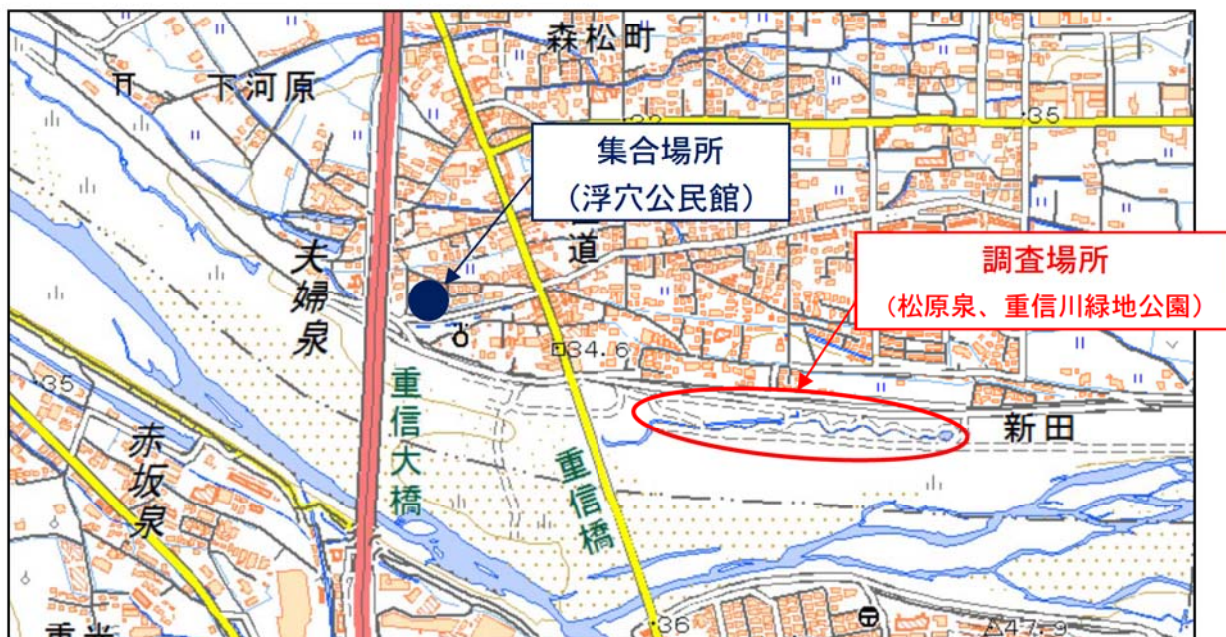 森松町
下河原
35
集合場所
(浮穴公民館)
道
調査場所
(松原泉、重信川緑地公園)
夫婦泉
34.6
35
重信大橋
新田
赤坂泉
重信橋
36
47.9